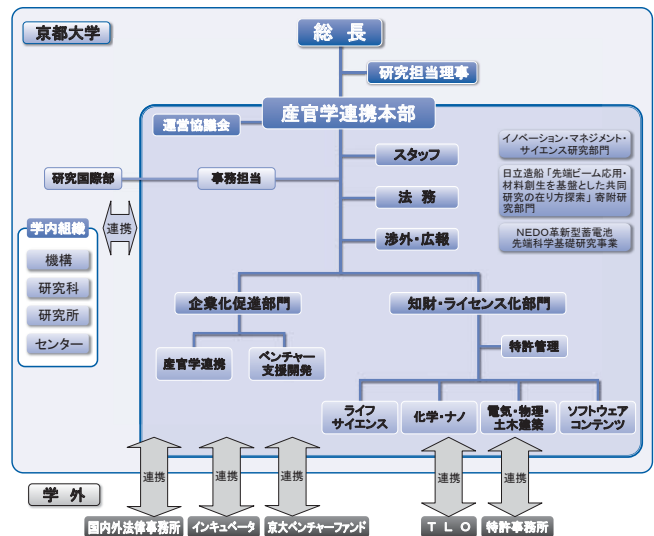 京都大学
総長
研究担当理事
産官学連携本部
運営協議会
スタッフ
イノベーション・マネジメント・
サイエンス研究部門
研究国際部
事務担当
日立造船「先端ビーム応用・
材料創生を基盤とした共同
研究の在り方探索」寄附研
究部門
法務
学内組織
連携
渉外・広報
NEDO革新型蓄電池
先端科学基礎研究事業
機構
研究科
研究所
センター
企業化促進部門
知財・ライセンス化部門
産官学連携
ベンチャー
支援開発
特許管理
ライフ
サイエンス
化学・ナノ
電気・物理・
土木建築
ソフトウェア
コンテンツ
連携
連携
連携
連携
連携
学外
国内外法律事務所
インキュベータ
京大ベンチャーファンド
TLO
特許事務所